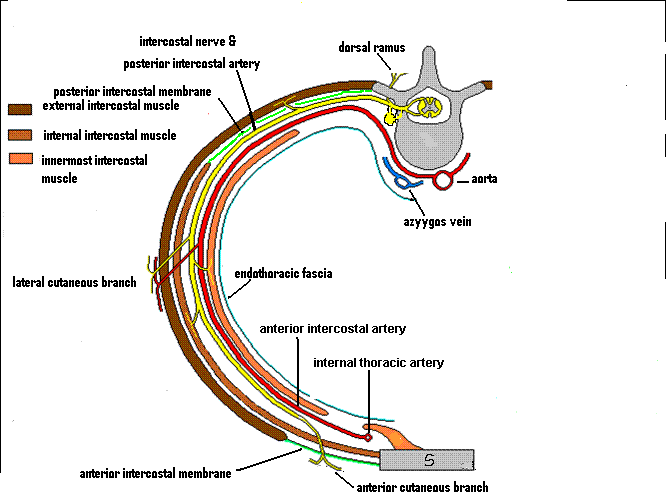 intercostal nerve &
posterior intercostal artery
dorsal ramus
posterior intercostal membrane
external intercostal muscle
internal intercostal muscle
innermost intercostal
muscle
aorta
azyygos vein
lateral cutaneous branch
endothoracic fascia
anterior intercostal artery
internal thoracic artery
S
anterior intercostal membrane
anterior cutaneous branch